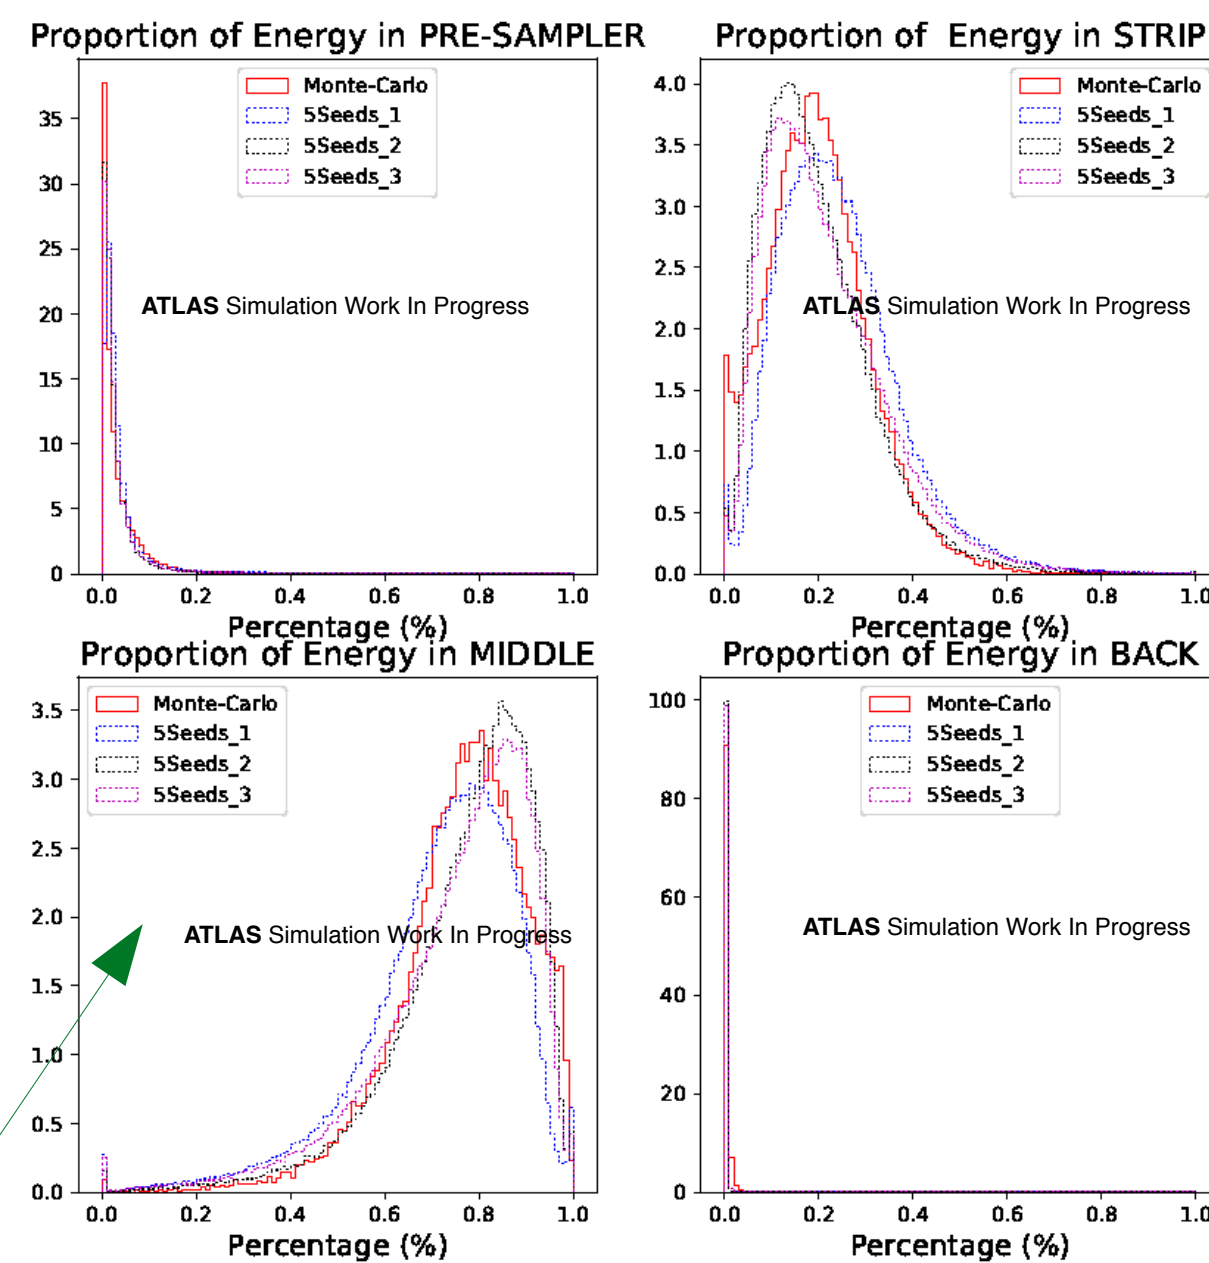 Proportion of Energy in PRE-SAMPLER
Monte-Carlo
5Seeds_1
5Seeds_2
5Seeds_3
35
30
25
20
15
10
5
0
ATLAS Simulation Work In Progress
0.0 0.2 0.4 0.6 0.8 1.0
Percentage (%)
Proportion of Energy in STRIP
Monte-Carlo
5Seeds_1
5Seeds_2
5Seeds_3
4.0
3.5
3.0
2.5
2.0
1.5
1.0
0.5
0.0
ATLAS Simulation Work In Progress
0.0 0.2 0.4 0.6 0.8 1.0
Percentage (%)
Proportion of Energy in MIDDLE
Monte-Carlo
5Seeds_1
5Seeds_2
5Seeds_3
3.5
3.0
2.5
2.0
1.5
1.0
0.5
0.0
ATLAS Simulation Work In Progress
0.0 0.2 0.4 0.6 0.8 1.0
Percentage (%)
Proportion of Energy in BACK
Monte-Carlo
5Seeds_1
5Seeds_2
5Seeds_3
100
80
60
40
20
0
ATLAS Simulation Work In Progress
0.0 0.2 0.4 0.6 0.8 1.0
Percentage (%)